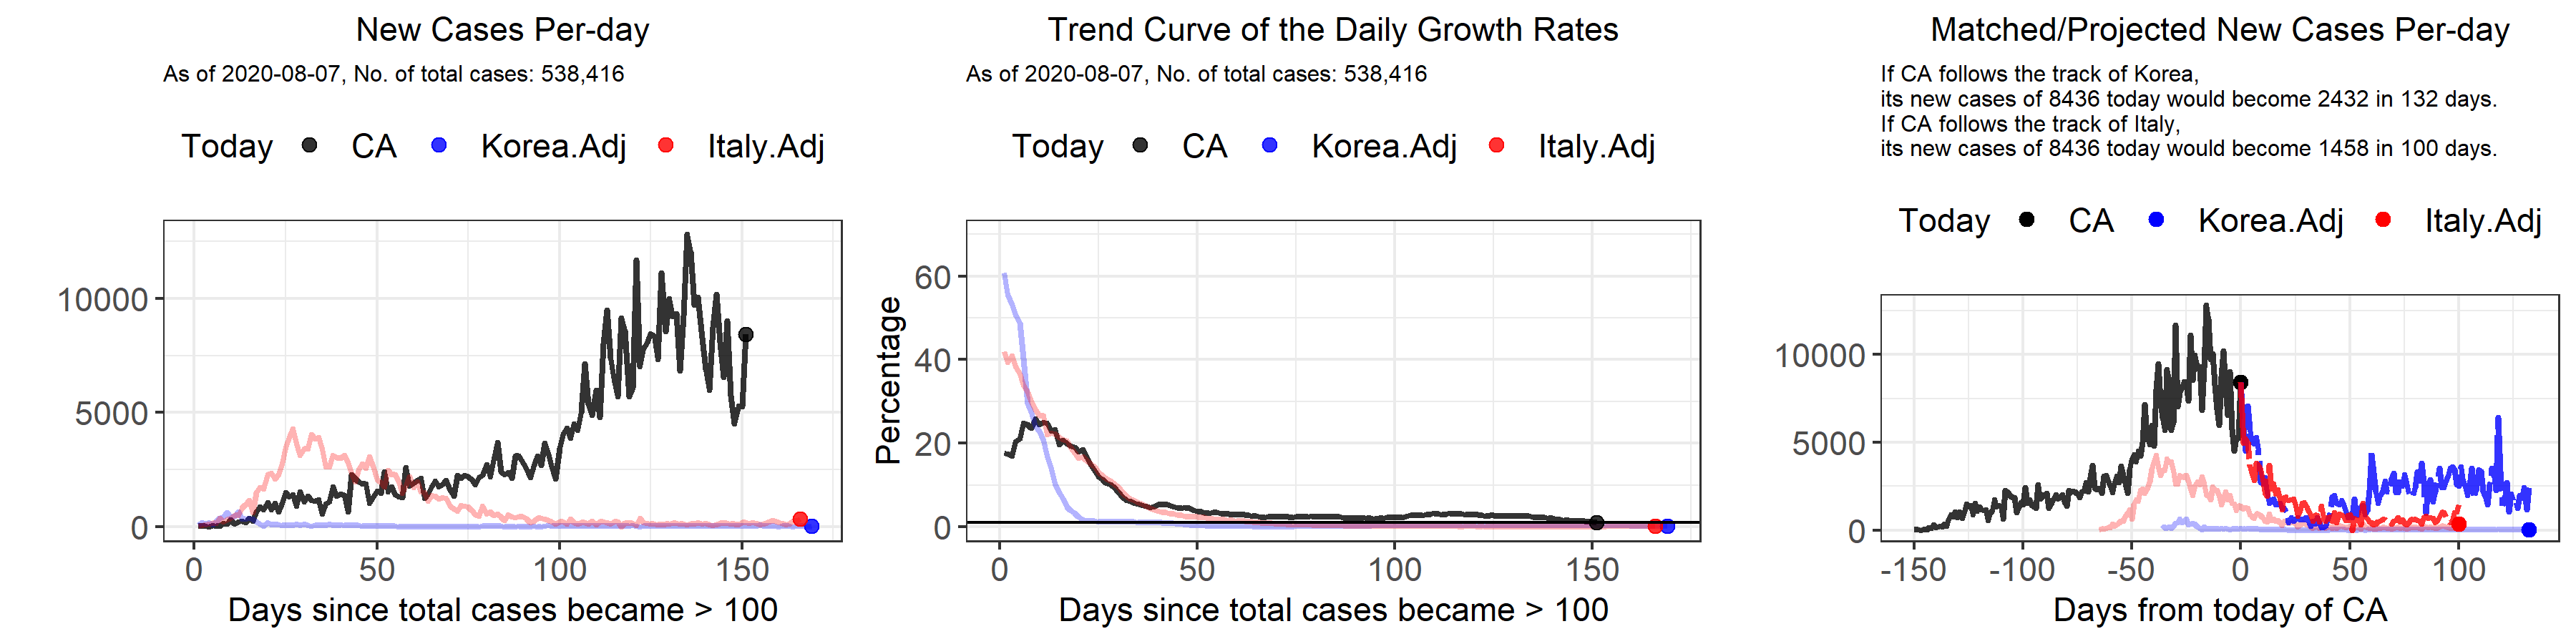 New Cases Per-day
As of 2020-08-07, No. of total cases: 538,416
Today CA Korea.Adj Italy.Adj
10000
5000
0
0 50 100 150
Days since total cases became > 100
Trend Curve of the Daily Growth Rates
As of 2020-08-07, No. of total cases: 538,416
Today CA Korea.Adj Italy.Adj
Percentage
60
40
20
0
0 50 100 150
Days since total cases became > 100
Matched/Projected New Cases Per-day
If CA follows the track of Korea,
its new cases of 8436 today would become 2432 in 132 days.
If CA follows the track of Italy,
its new cases of 8436 today would become 1458 in 100 days.
Today CA Korea.Adj Italy.Adj
10000
5000
0
-150 -100 -50 0 50 100
Days from today of CA